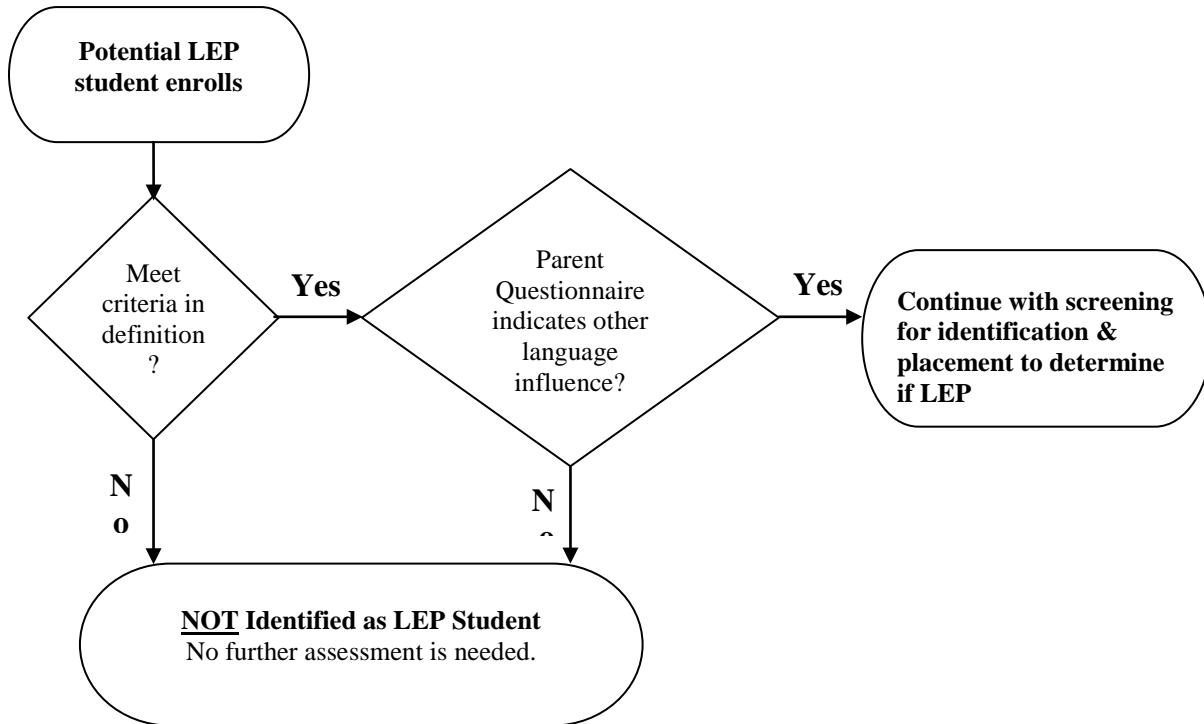 Potential LEP
student enrolls
Meet
criteria in
definition
?
Yes
Parent
Questionnaire
indicates other
language
influence?
Yes
Continue with screening
for identification &
placement to determine
if LEP
N
o
N
o
NOT Identified as LEP Student
No further assessment is needed.